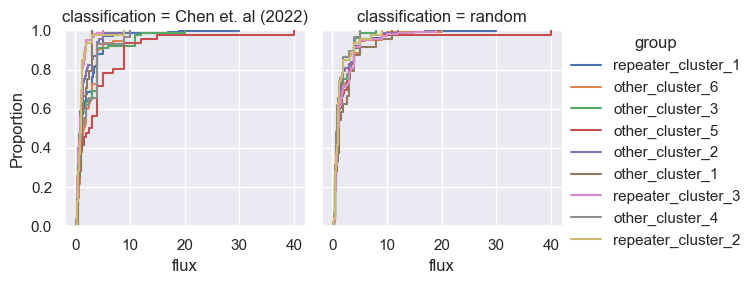 classification = Chen et. al (2022)
classification = random
1.0
0.8
0.6
0.4
0.2
0.0
Proportion
0 10 20 30 40
flux
0 10 20 30 40
flux
group
repeater_cluster_1
other_cluster_6
other_cluster_3
other_cluster_5
other_cluster_2
other_cluster_1
repeater_cluster_3
other_cluster_4
repeater_cluster_2